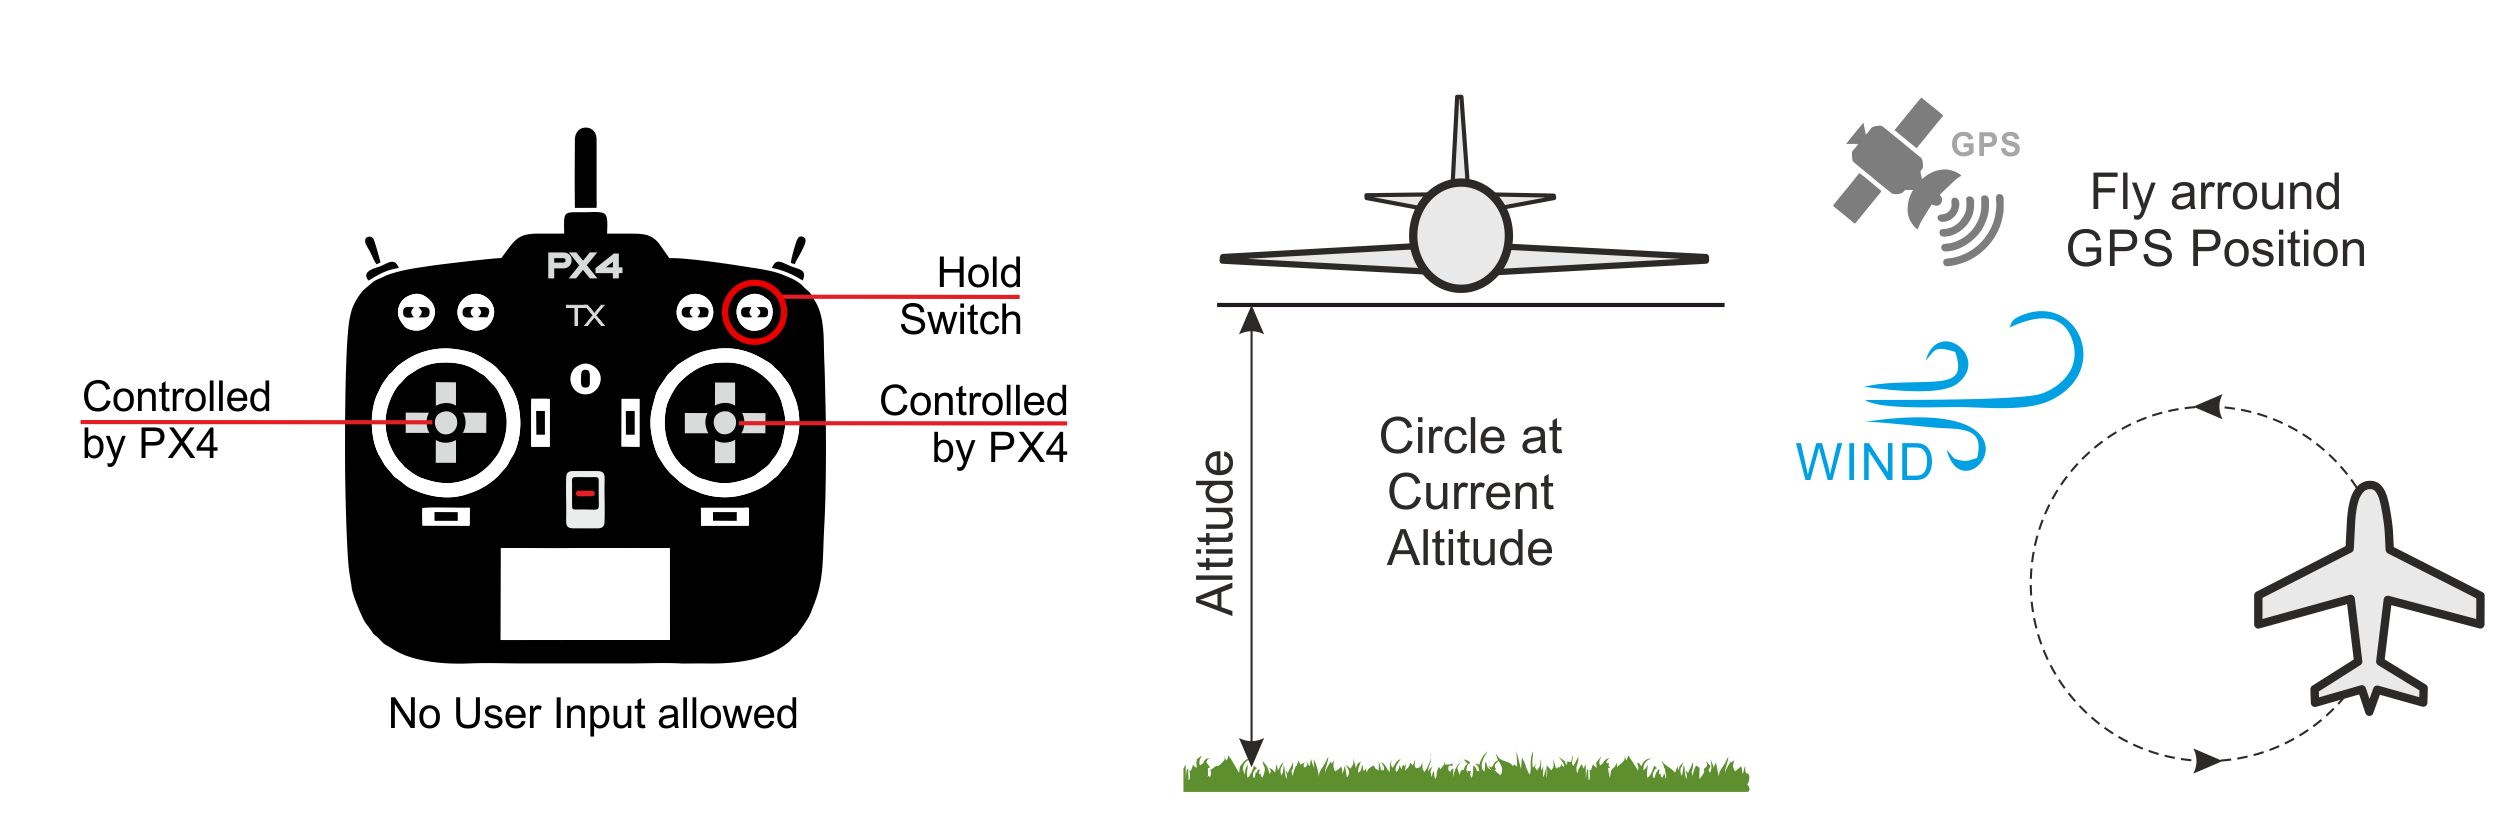 PX4
TX
Hold
Switch
Controlled
by PX4
Controlled
by PX4
No User Input allowed
Altitude
Circle at
Current
Altitude
GPS
Fly arround
GPS Position
WIND